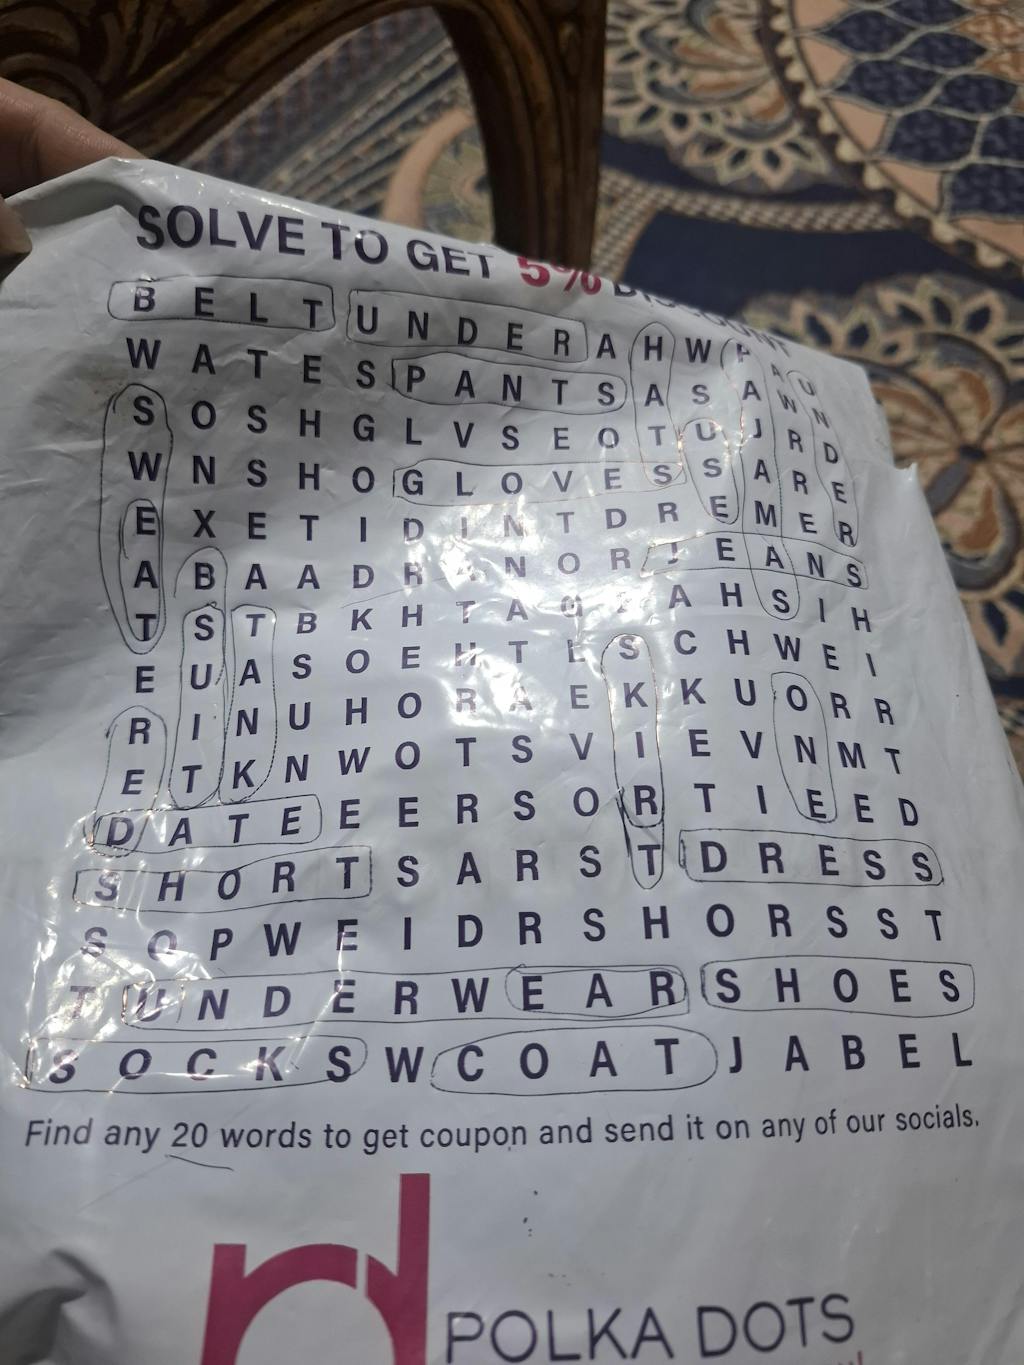 SOLVE TO GET 5% DISCOUNT
B E L T U N D E R A H W P A U
W A T E S P A N T S A S A W N
S O S H G L V S E O T U J R D
W N S H O G L O V E S S A R E
E X E T I D I N T D R E M E R
A B A A D R A N O R J E A N S
T S T B K H T A G E A H S I H
E U A S O E H T L S C H W E I
R I N U H O R A E K K U O R R
E T K N W O T S V I E V N M T
D A T E E E R S O R T I E E D
S H O R T S A R S T D R E S S
S O P W E I D R S H O R S S T
T U N D E R W E A R S H O E S
S O C K S W C O A T J A B E L
Find any 20 words to get coupon and send it on any of our socials.
POLKA DOTS